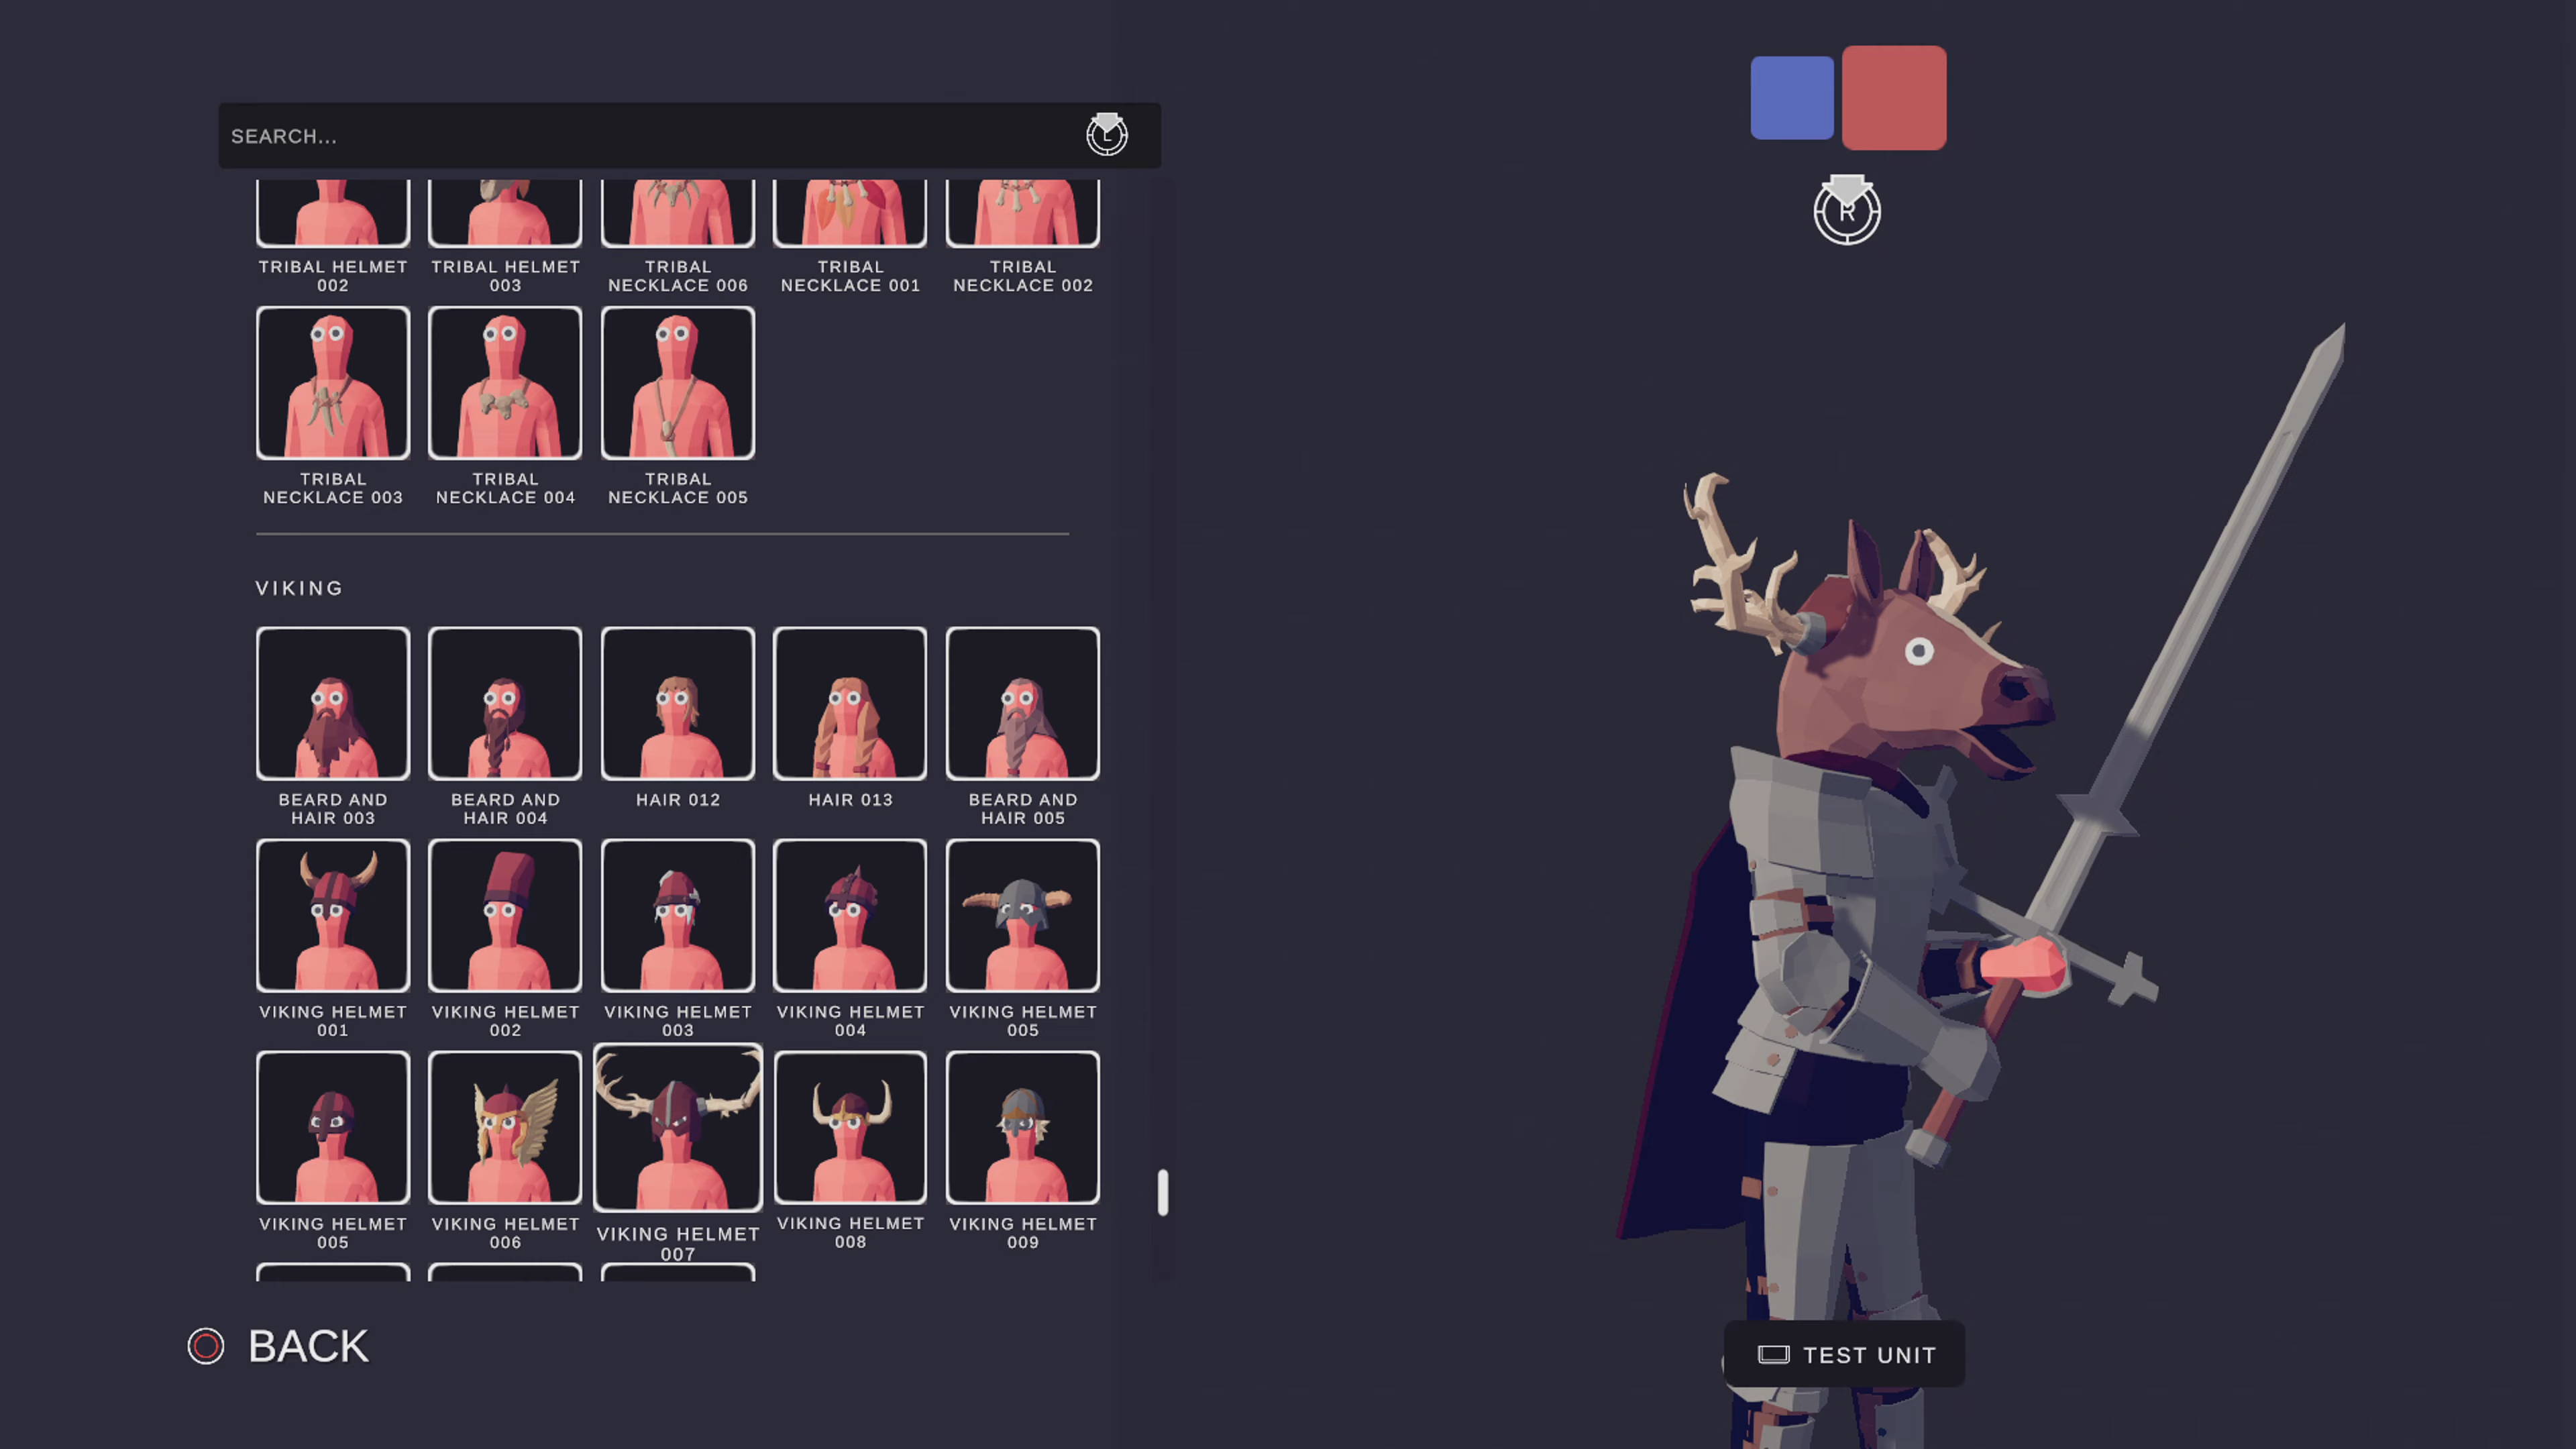 SEARCH...
L
R
TRIBAL HELMET
002
TRIBAL HELMET
003
TRIBAL
NECKLACE 006
TRIBAL
NECKLACE 001
TRIBAL
NECKLACE 002
TRIBAL
NECKLACE 003
TRIBAL
NECKLACE 004
TRIBAL
NECKLACE 005
VIKING
BEARD AND
HAIR 003
BEARD AND
HAIR 004
HAIR 012
HAIR 013
BEARD AND
HAIR 005
VIKING HELMET
001
VIKING HELMET
002
VIKING HELMET
003
VIKING HELMET
004
VIKING HELMET
005
VIKING HELMET
005
VIKING HELMET
006
VIKING HELMET
007
VIKING HELMET
008
VIKING HELMET
009
BACK
TEST UNIT